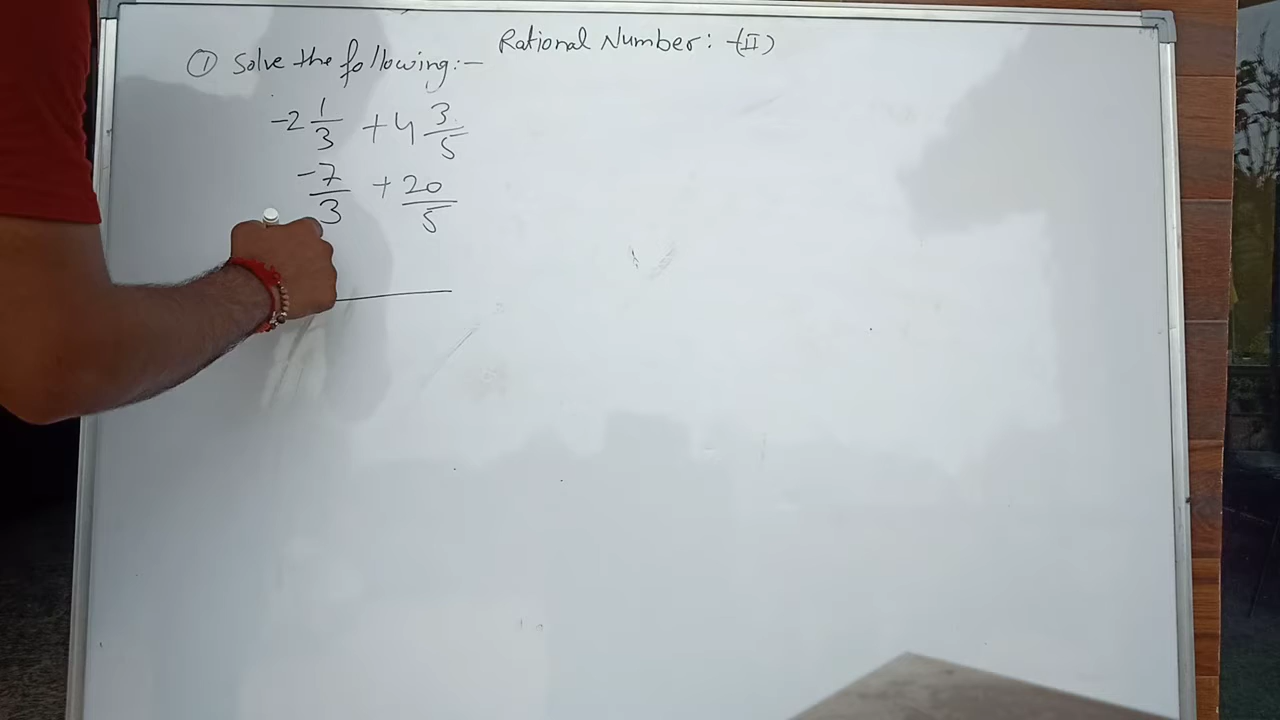 Rational Number: -(II)
① Solve the following:-
-2 1/3 + 4 3/5
-7/3 + 20/5